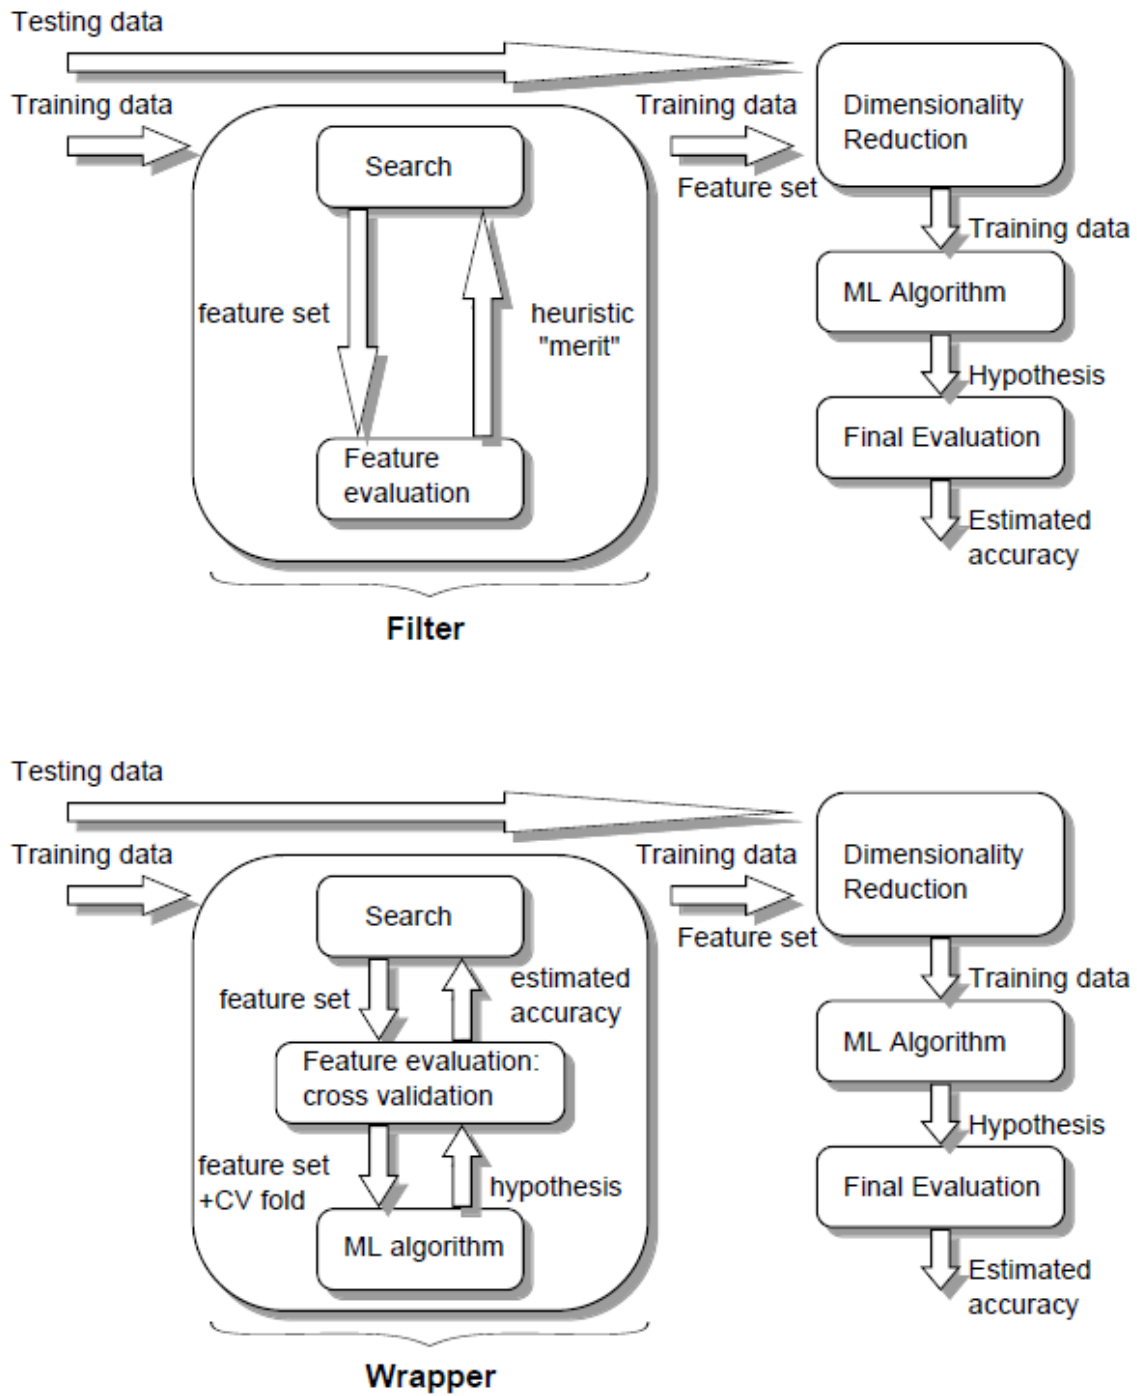 Testing data
Training data
Training data
Search
Dimensionality
Reduction
Feature set
Training data
feature set
heuristic
"merit"
ML Algorithm
Hypothesis
Feature
evaluation
Final Evaluation
Estimated
accuracy
Filter
Testing data
Training data
Training data
Search
Dimensionality
Reduction
Feature set
feature set
estimated
accuracy
Training data
Feature evaluation:
cross validation
ML Algorithm
feature set
+CV fold
hypothesis
Hypothesis
ML algorithm
Final Evaluation
Estimated
accuracy
Wrapper